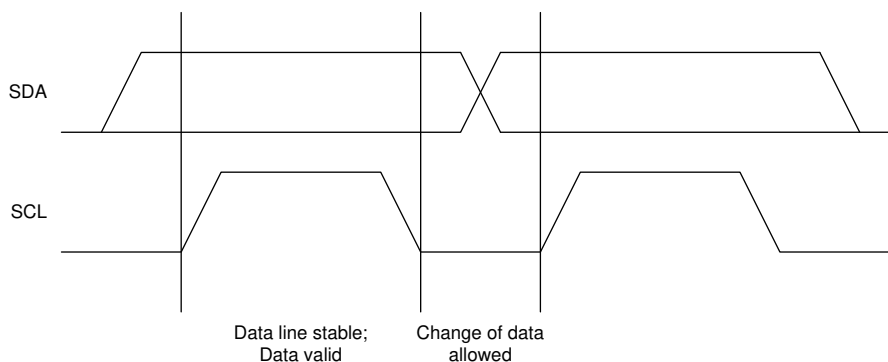 SDA
SCL
Data line stable;
Data valid
Change of data
allowed